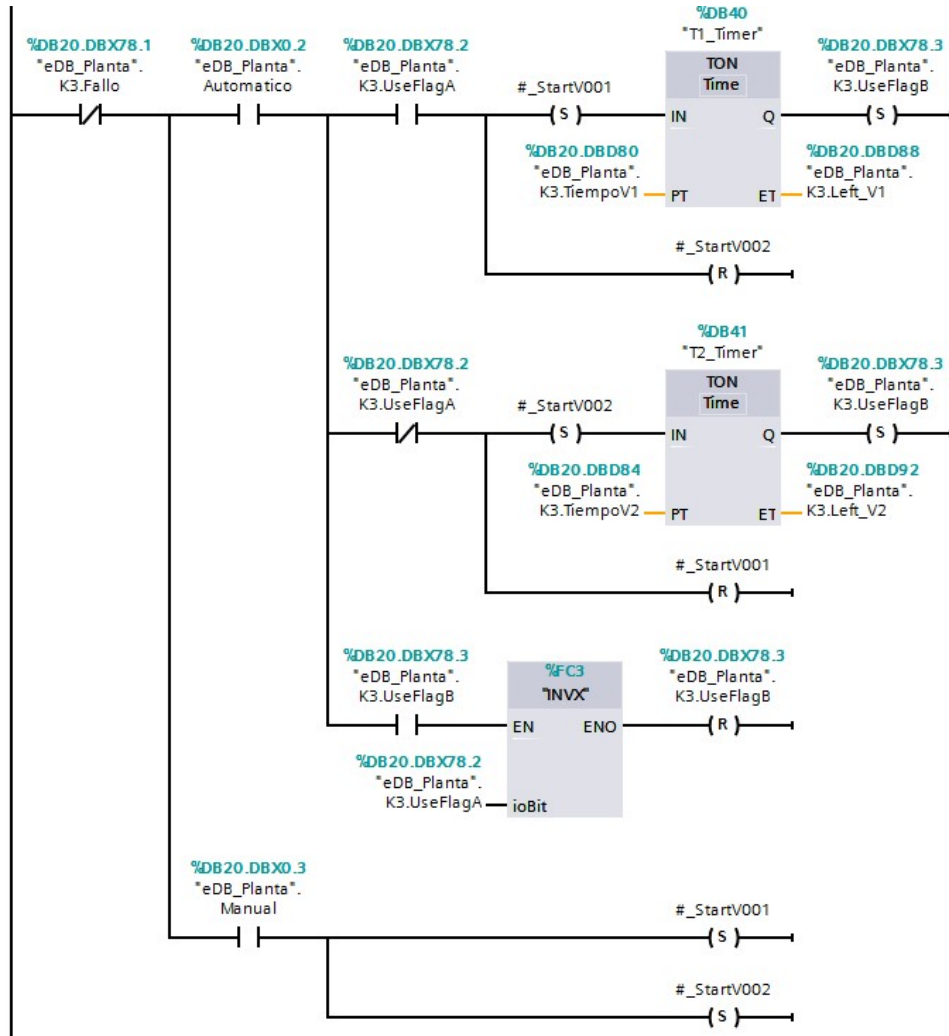 %DB40
"T1_Timer"
%DB20.DBX78.1
%DB20.DBX0.2
%DB20.DBX78.2
%DB20.DBX78.3
"eDB_Planta".
"eDB_Planta".
"eDB_Planta".
"eDB_Planta".
K3.Fallo
Automatico
K3.UseFlagA
#_StartV001
TON
Time
K3.UseFlagB
S
IN
Q
S
%DB20.DBD80
"eDB_Planta".
K3.TiempoV1
PT
ET
%DB20.DBD88
"eDB_Planta".
K3.Left_V1
#_StartV002
R
%DB41
"T2_Timer"
%DB20.DBX78.2
"eDB_Planta".
K3.UseFlagA
#_StartV002
TON
Time
%DB20.DBX78.3
"eDB_Planta".
K3.UseFlagB
S
IN
Q
S
%DB20.DBD84
"eDB_Planta".
K3.TiempoV2
PT
ET
%DB20.DBD92
"eDB_Planta".
K3.Left_V2
#_StartV001
R
%DB20.DBX78.3
"eDB_Planta".
K3.UseFlagB
%FC3
"INVX"
%DB20.DBX78.3
"eDB_Planta".
K3.UseFlagB
EN
ENO
R
%DB20.DBX78.2
"eDB_Planta".
K3.UseFlagA
ioBit
%DB20.DBX0.3
"eDB_Planta".
Manual
#_StartV001
S
#_StartV002
S